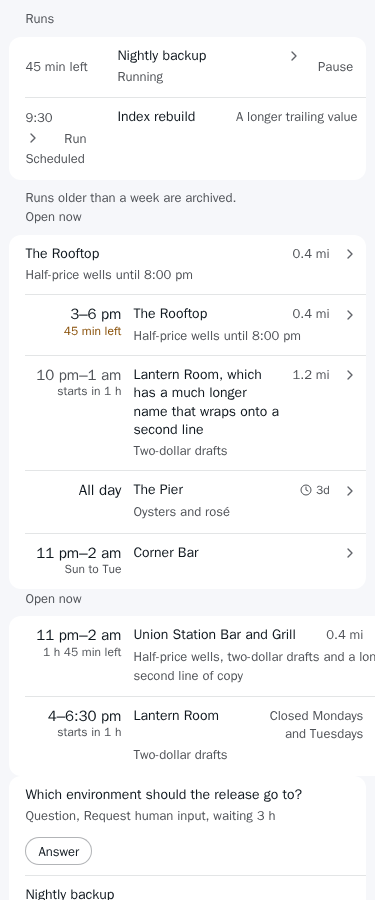 Runs
45 min left
Nightly backup
Running
Pause
9:30
Run
Scheduled
Index rebuild
A longer trailing value
Runs older than a week are archived.
Open now
The Rooftop
0.4 mi
Half-price wells until 8:00 pm
3–6 pm
The Rooftop
0.4 mi
45 min left
Half-price wells until 8:00 pm
10 pm–1 am
starts in 1 h
Lantern Room, which
has a much longer
name that wraps onto a
second line
1.2 mi
Two-dollar drafts
All day
The Pier
3d
Oysters and rosé
11 pm–2 am
Corner Bar
Sun to Tue
Open now
11 pm–2 am
Union Station Bar and Grill
0.4 mi
1 h 45 min left
Half-price wells, two-dollar drafts and a lon
second line of copy
4–6:30 pm
starts in 1 h
Lantern Room
Closed Mondays
and Tuesdays
Two-dollar drafts
Which environment should the release go to?
Question, Request human input, waiting 3 h
Answer
Nightly backup